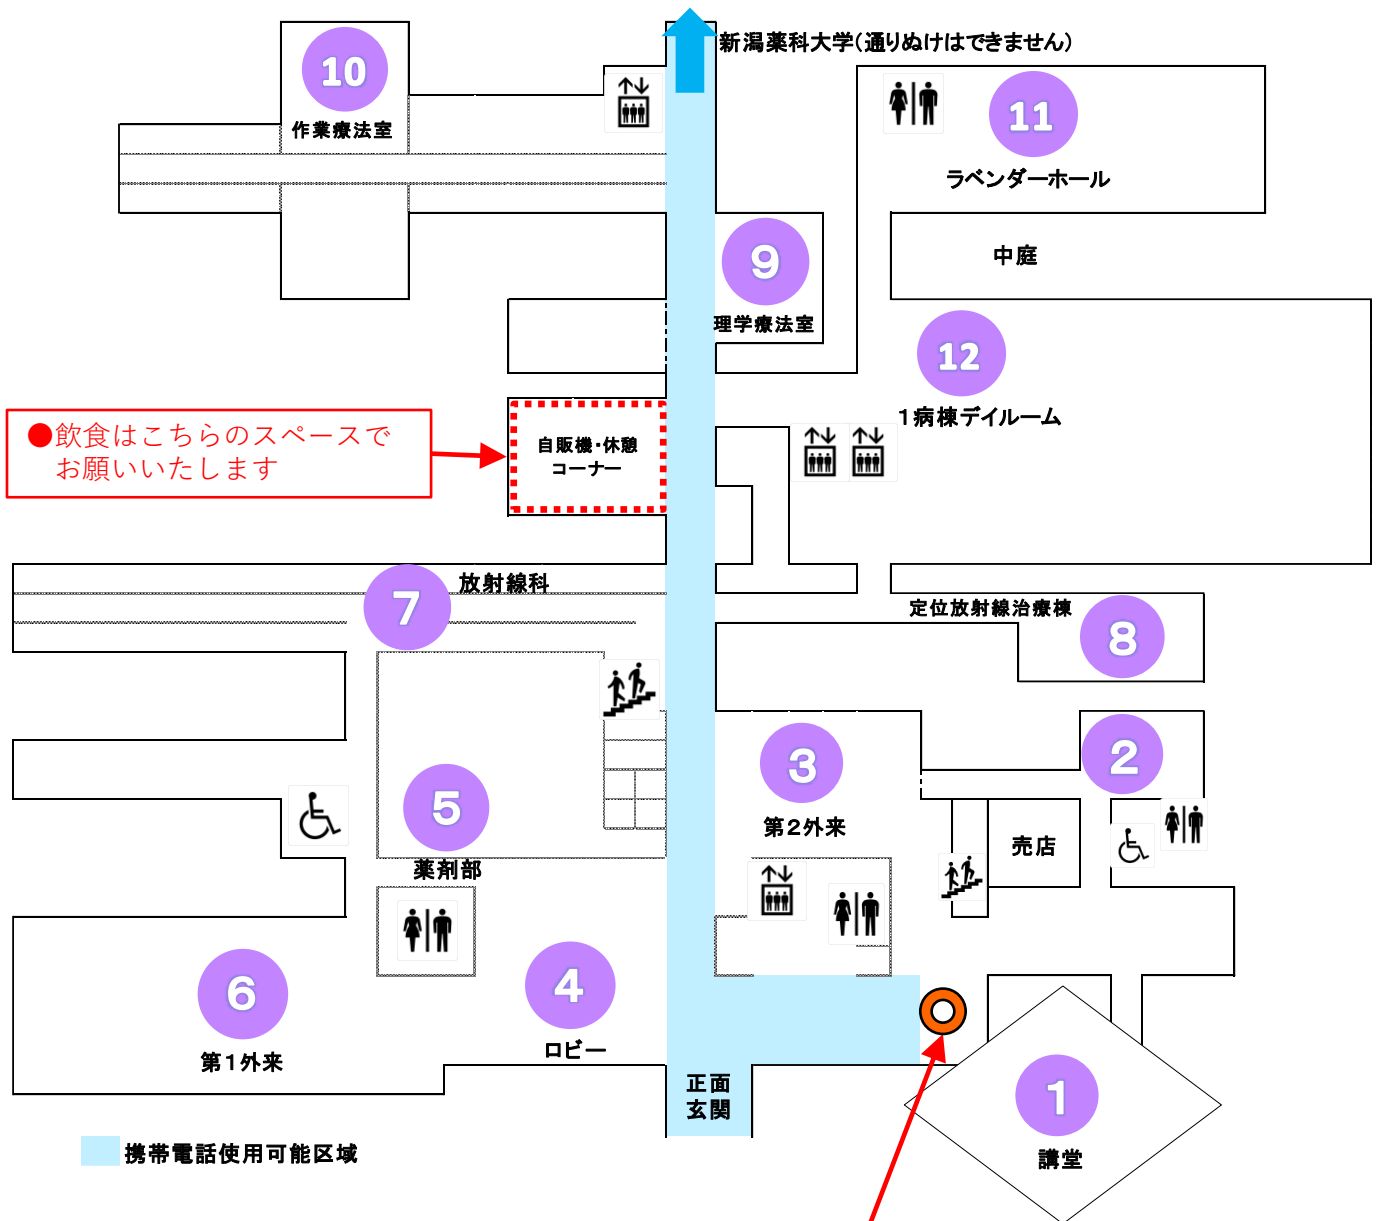 新潟薬科大学(通りぬけはできません)
10
作業療法室
11
ラベンダーホール
中庭
9
理学療法室
12
1病棟デイルーム
●飲食はこちらのスペースで
お願いいたします
自販機・休憩
コーナー
7
放射線科
定位放射線治療棟
8
3
第2外来
2
売店
5
薬剤部
6
第1外来
4
ロビー
正面
玄関
1
講堂
携帯電話使用可能区域